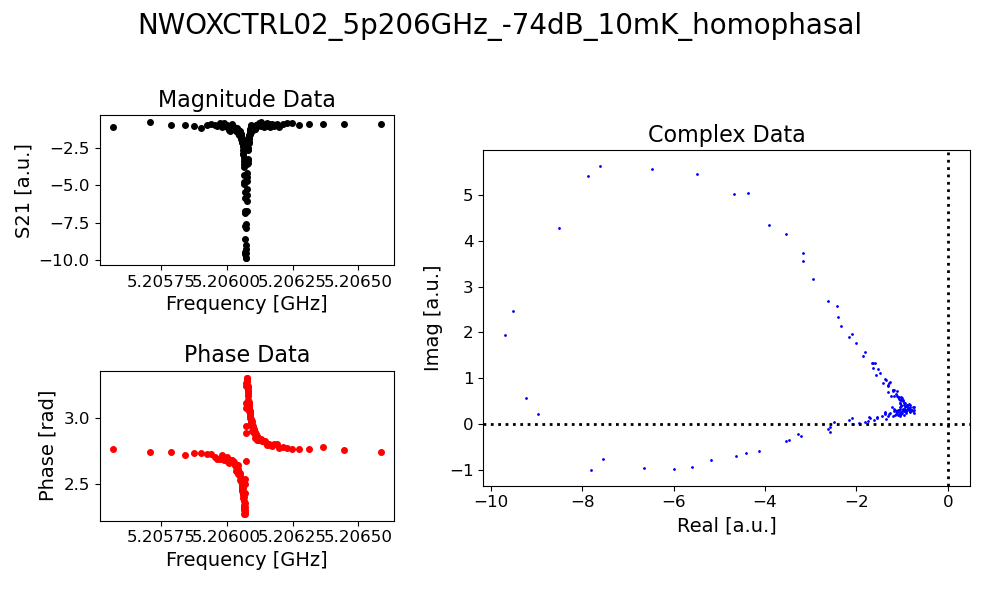 NWOXCTRL02_5p206GHz_-74dB_10mK_homophasal
Magnitude Data
S21 [a.u.]
−2.5
−5.0
−7.5
−10.0
5.20575 5.20600 5.20625 5.20650
Frequency [GHz]
Phase Data
Phase [rad]
3.0
2.5
5.20575 5.20600 5.20625 5.20650
Frequency [GHz]
Complex Data
Imag [a.u.]
5
4
3
2
1
0
−1
−10 −8 −6 −4 −2 0
Real [a.u.]